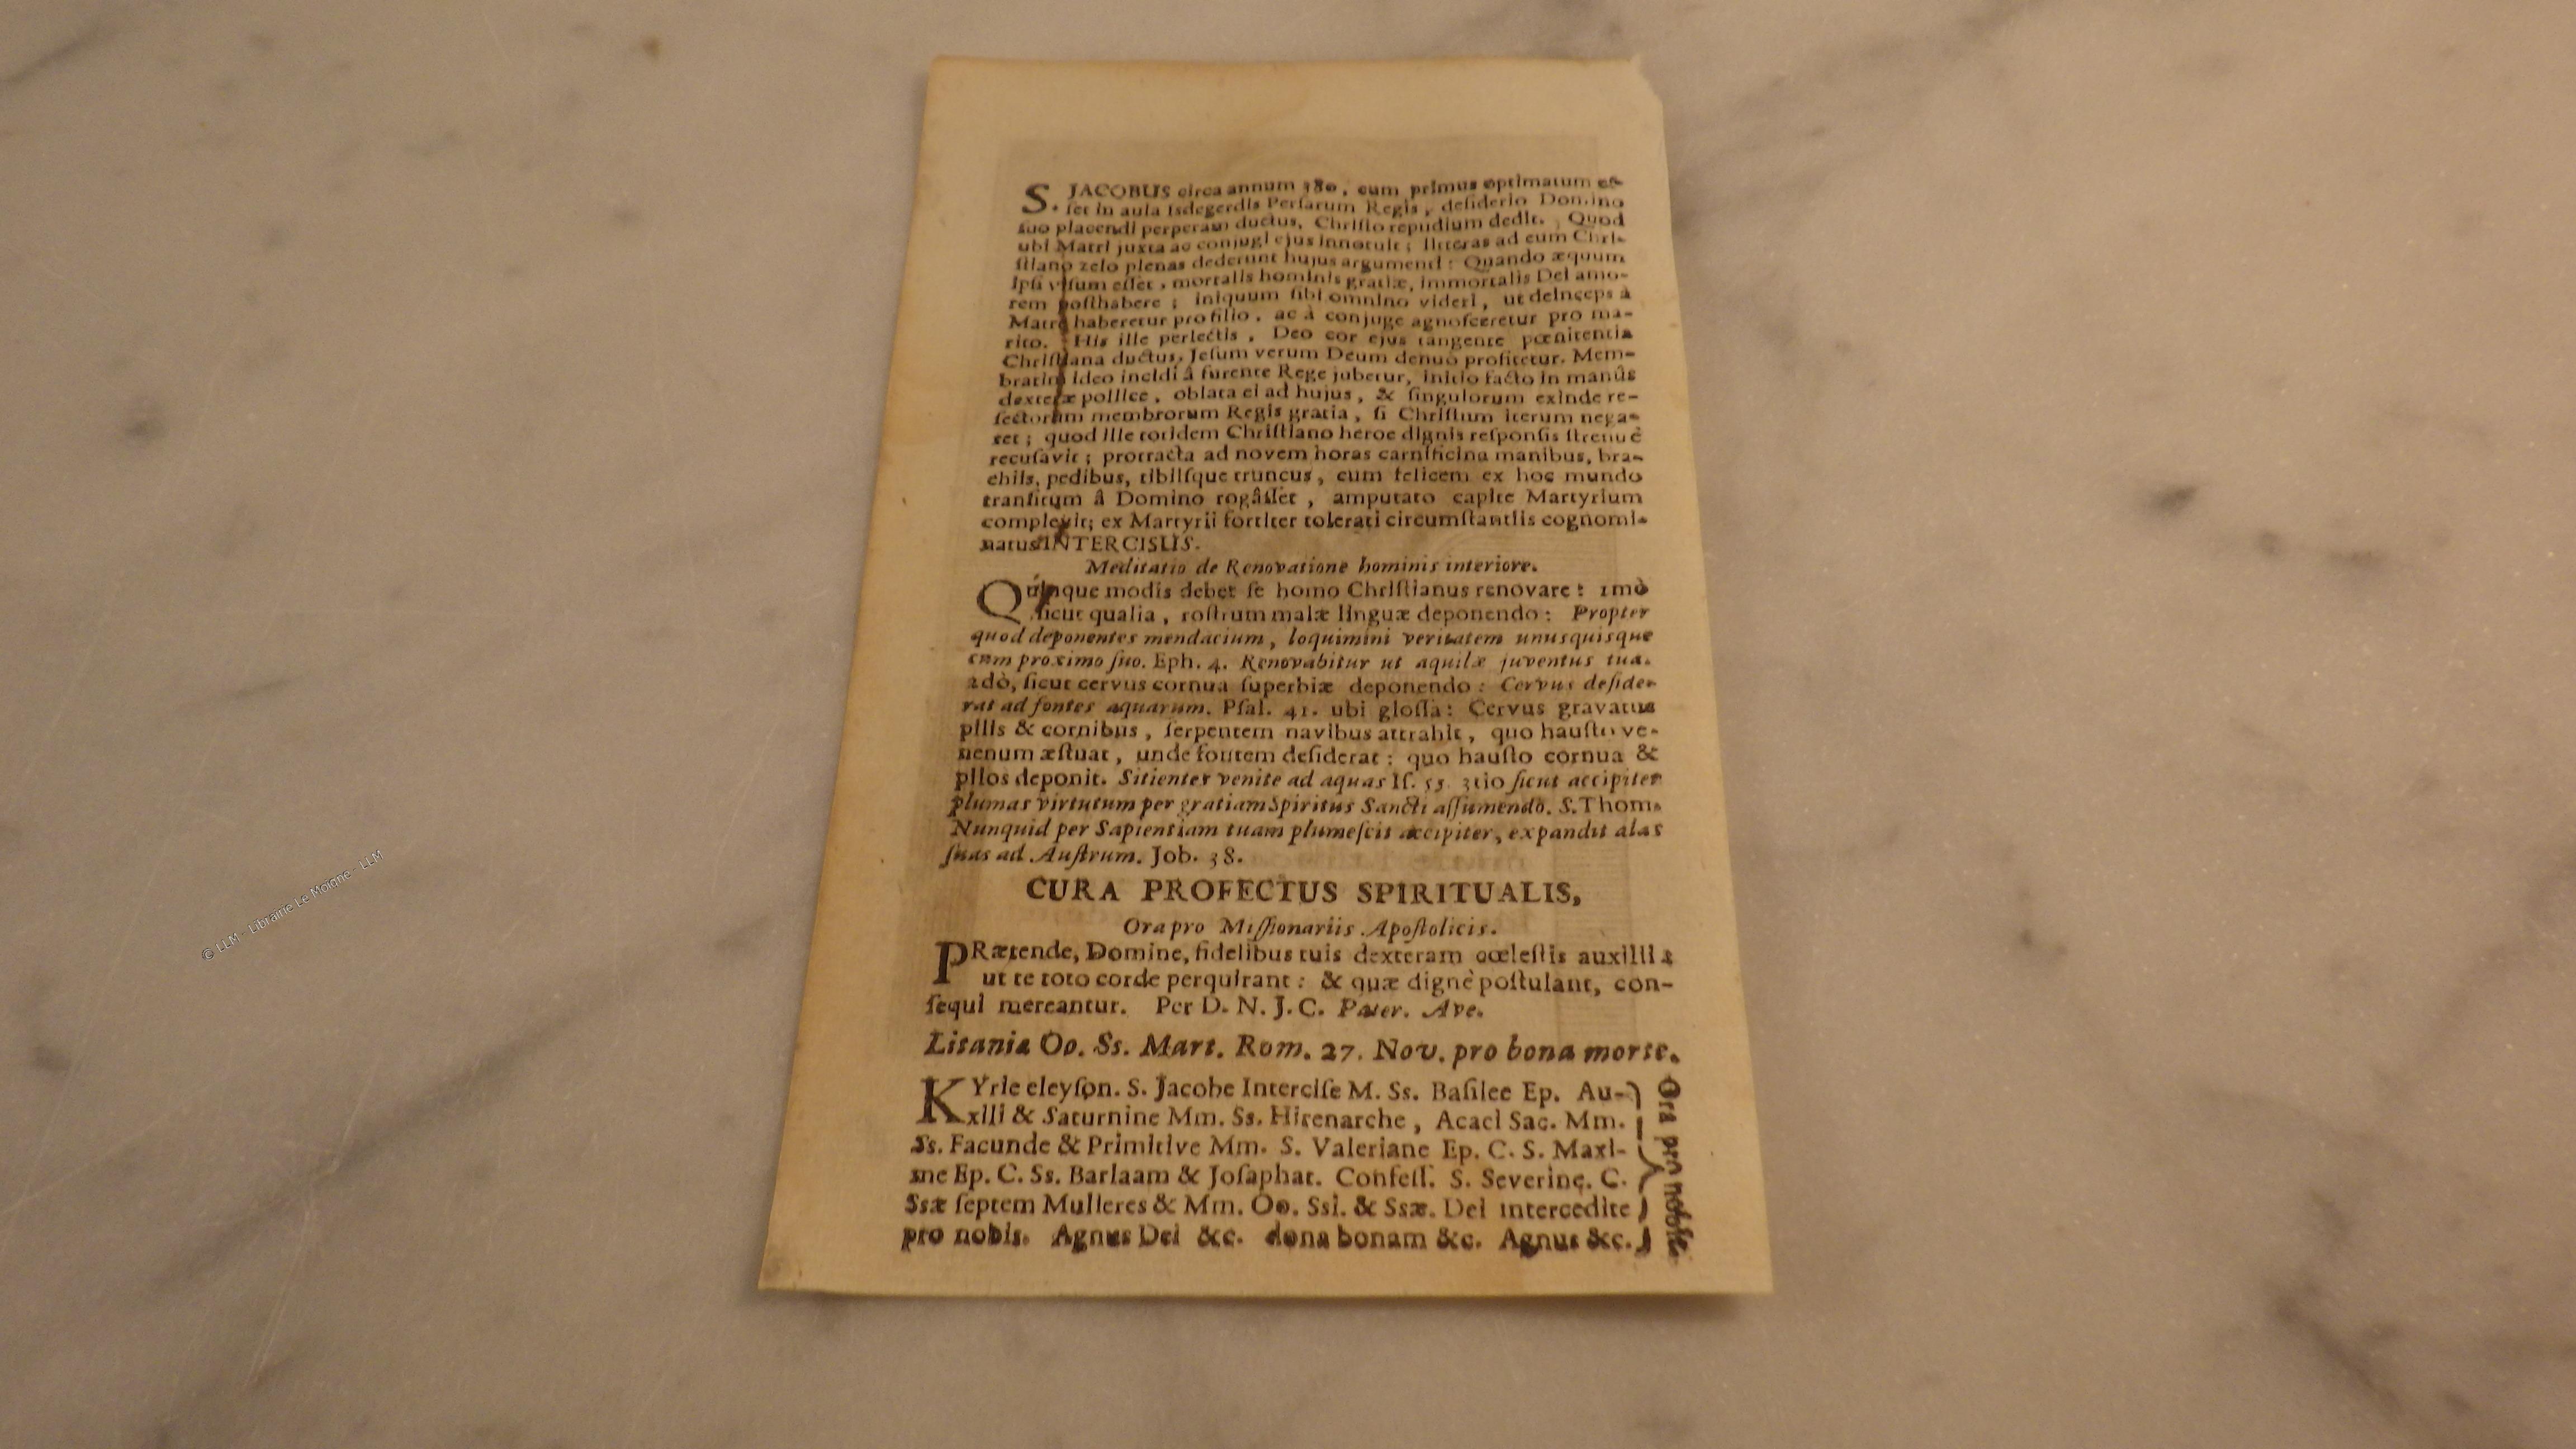 S. JACOBUS circa annum 380, cum primus optimatum es-
set in aula Isdegerdis Persarum Regis, desiderio Domino
suo placendi perperam ductus, Christo repudium dedit. Quod
ubi Matri juxta ac conjugi ejus innotuit; litteras ad eum Chri-
stiano zelo plenas dederunt hujus argumenti: Quando æquum
ipsi visum esset, mortalis hominis gratiæ, immortalis Dei amo-
rem posthabere; iniquum sibi omnino videri, ut deinceps à
Matre haberetur pro filio, ac à conjuge agnosceretur pro ma-
rito. His ille perlectis, Deo cor ejus tangente pœnitentia
Christiana ductus, Jesum verum Deum denuò profitetur. Mem-
bratim ideo incidi â furente Rege jubetur, initio facto in manûs
dexteræ pollice, oblata ei ad hujus, & singulorum exinde re-
sectorum membrorum Regis gratia, si Christum iterum nega-
ret; quod ille totidem Christiano heroe dignis responsis strenuè
recusavit; protracta ad novem horas carnificina manibus, bra-
chiis, pedibus, tibiisque truncus, cum felicem ex hoc mundo
transitum â Domino rogâsset, amputato capite Martyrium
complevit; ex Martyrii fortiter tolerati circumstantiis cognomi-
natus INTERCISUS.
Meditatio de Renovatione hominis interiore.
Quinque modis debet se homo Christianus renovare: 1mò
sicut qualia, rostrum malæ linguæ deponendo: Propter
quod deponentes mendacium, loquimini veritatem unusquisque
cum proximo suo. Eph. 4. Renovabitur ut aquilæ juventus tua.
2dò, sicut cervus cornua superbiæ deponendo: Cervus deside-
rat ad fontes aquarum. Psal. 41. ubi glossa: Cervus gravatus
pilis & cornibus, serpentem navibus attrahit, quo hausto ve-
nenum æstuat, unde fontem desiderat: quo hausto cornua &
pilos deponit. Sitientes venite ad aquas Is. 55. 3tio sicut accipiter
plumas virtutum per gratiam Spiritus Sancti assumendo. S. Thom.
Nunquid per Sapientiam tuam plumescit accipiter, expandit alas
suas ad Austrum. Job. 38.
CURA PROFECTUS SPIRITUALIS,
Ora pro Missionariis Apostolicis.
PRætende, Domine, fidelibus tuis dexteram cœlestis auxilii:
ut te toto corde perquirant: & quæ dignè postulant, con-
sequi mereantur. Per D. N. J. C. Pater. Ave.
Litania Oo. Ss. Mart. Rom. 27. Nov. pro bona morte.
KYrie eleyson. S. Jacobe Intercise M. Ss. Basilee Ep. Au-
xilii & Saturnine Mm. Ss. Hirenarche, Acaci Sac. Mm.
Ss. Facunde & Primitive Mm. S. Valeriane Ep. C. S. Maxi-
me Ep. C. Ss. Barlaam & Josaphat. Confess. S. Severine. C.
Ssæ septem Mulieres & Mm. Oo. Ssi. & Ssæ. Dei intercedite
pro nobis. Agnus Dei &c. dona bonam &c. Agnus &c.
Ora pro nobis.
© LLM - Librairie Le Moigne - LLM